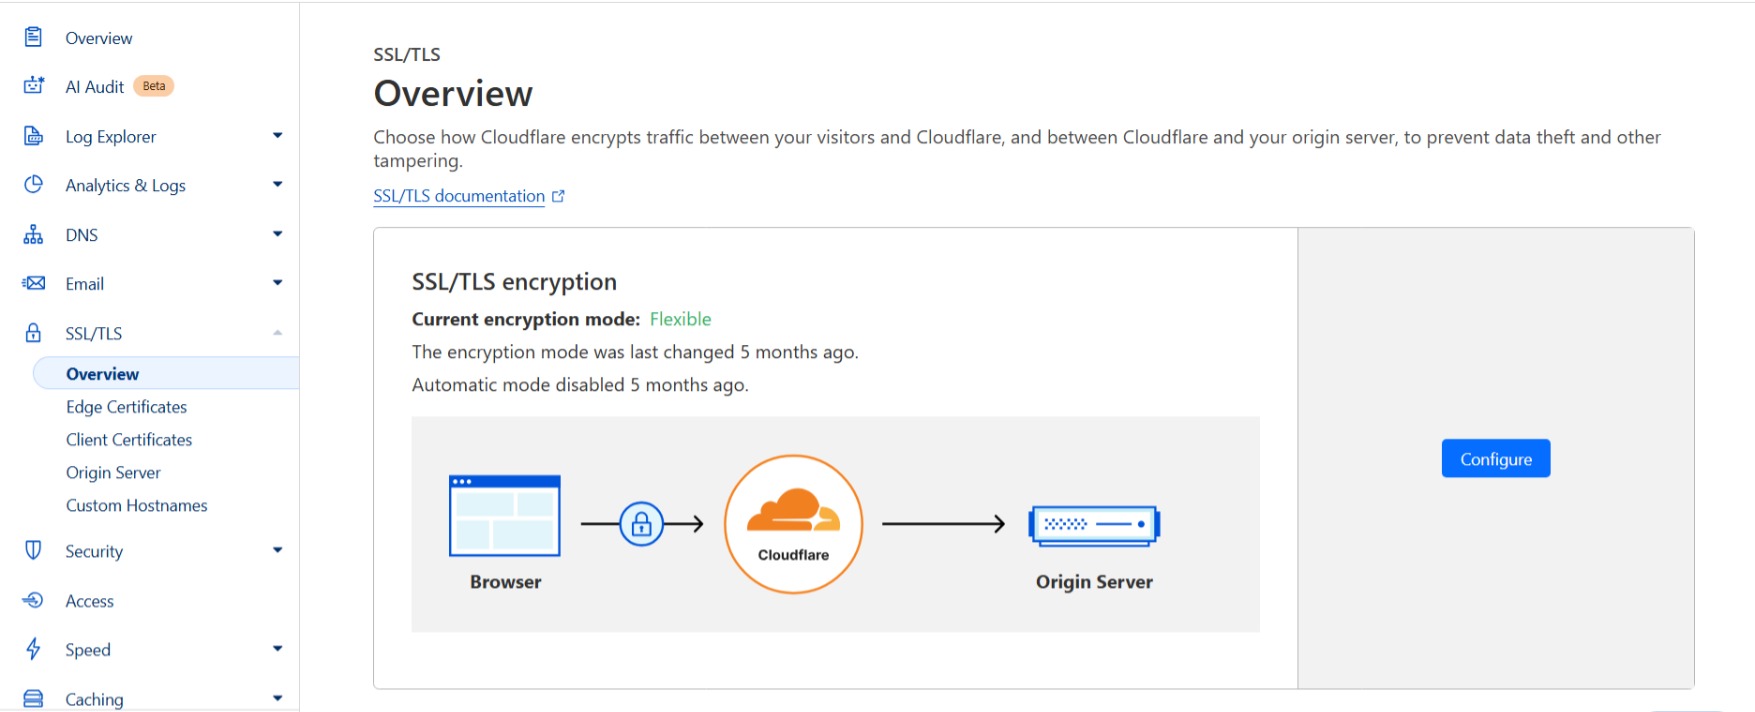 Overview
AI Audit Beta
Log Explorer
Analytics & Logs
DNS
Email
SSL/TLS
Overview
Edge Certificates
Client Certificates
Origin Server
Custom Hostnames
Security
Access
Speed
Caching
SSL/TLS
Overview
Choose how Cloudflare encrypts traffic between your visitors and Cloudflare, and between Cloudflare and your origin server, to prevent data theft and other
tampering.
SSL/TLS documentation
SSL/TLS encryption
Current encryption mode: Flexible
The encryption mode was last changed 5 months ago.
Automatic mode disabled 5 months ago.
Cloudflare
Browser
Origin Server
Configure